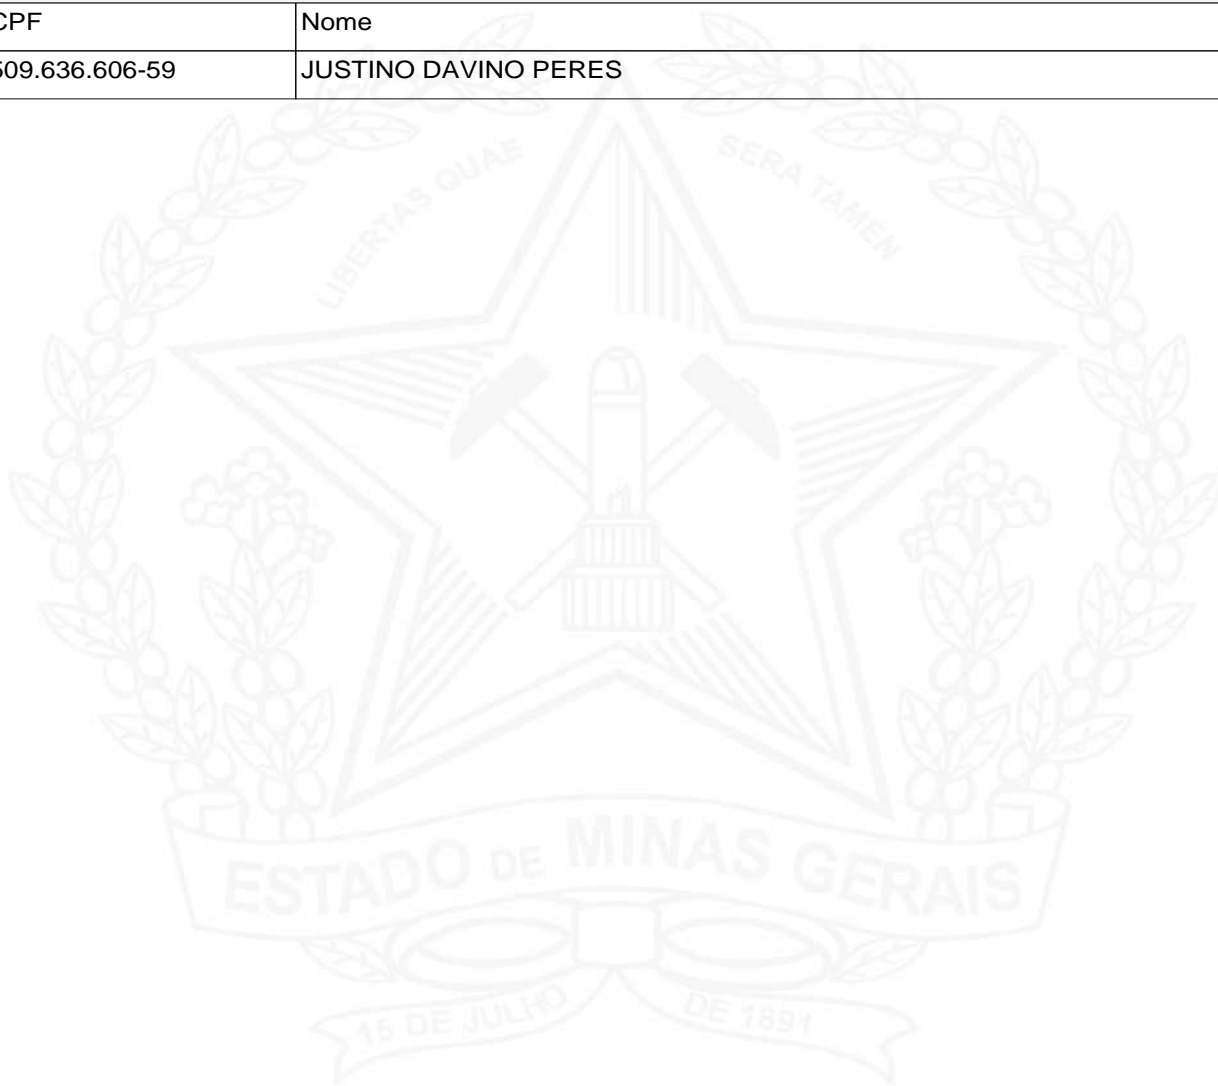 CPF Nome
509.636.606-59 JUSTINO DAVINO PERES
LIBERTAS QUAE SERA TAMEN
ESTADO DE MINAS GERAIS
15 DE JULHO DE 1891